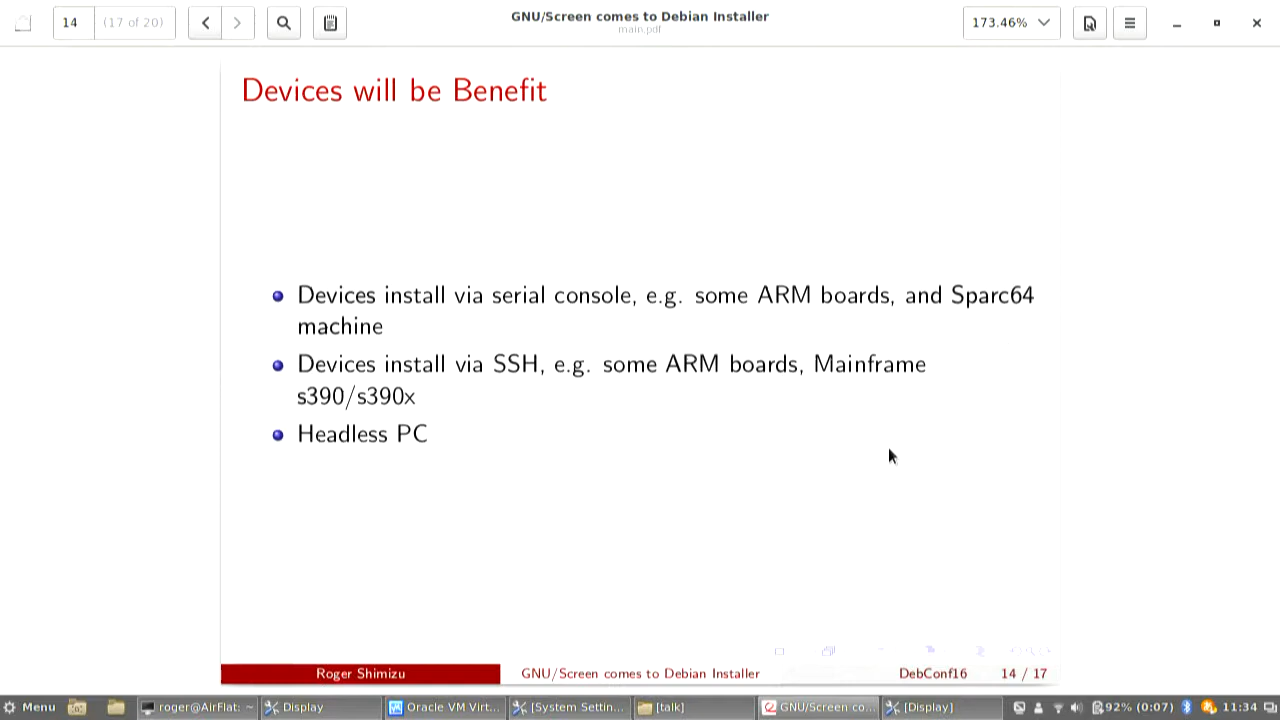 14 (17 of 20) GNU/Screen comes to Debian Installer 173.46%
main.pdf
Devices will be Benefit
Devices install via serial console, e.g. some ARM boards, and Sparc64
machine
Devices install via SSH, e.g. some ARM boards, Mainframe
s390/s390x
Headless PC
Roger Shimizu GNU/Screen comes to Debian Installer DebConf16 14 / 17
Menu roger@AirFlat: ~ Display Oracle VM Virt... [System Settin... [talk] GNU/Screen co... [Display] 92% (0:07) 11:34